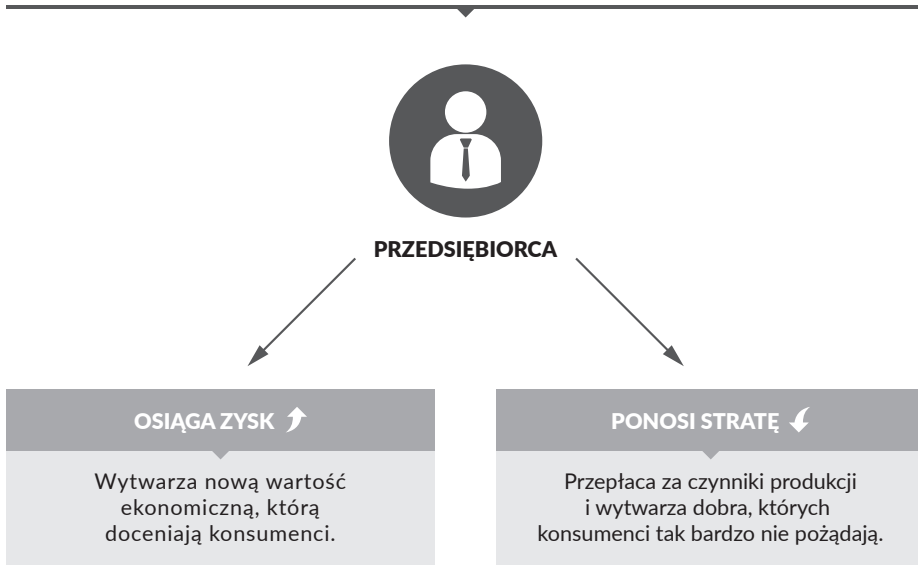 PRZEDSIĘBIORCA
OSIĄGA ZYSK
Wytwarza nową wartość
ekonomiczną, którą
doceniają konsumenci.
PONOSI STRATĘ
Przepłaca za czynniki produkcji
i wytwarza dobra, których
konsumenci tak bardzo nie pożądają.